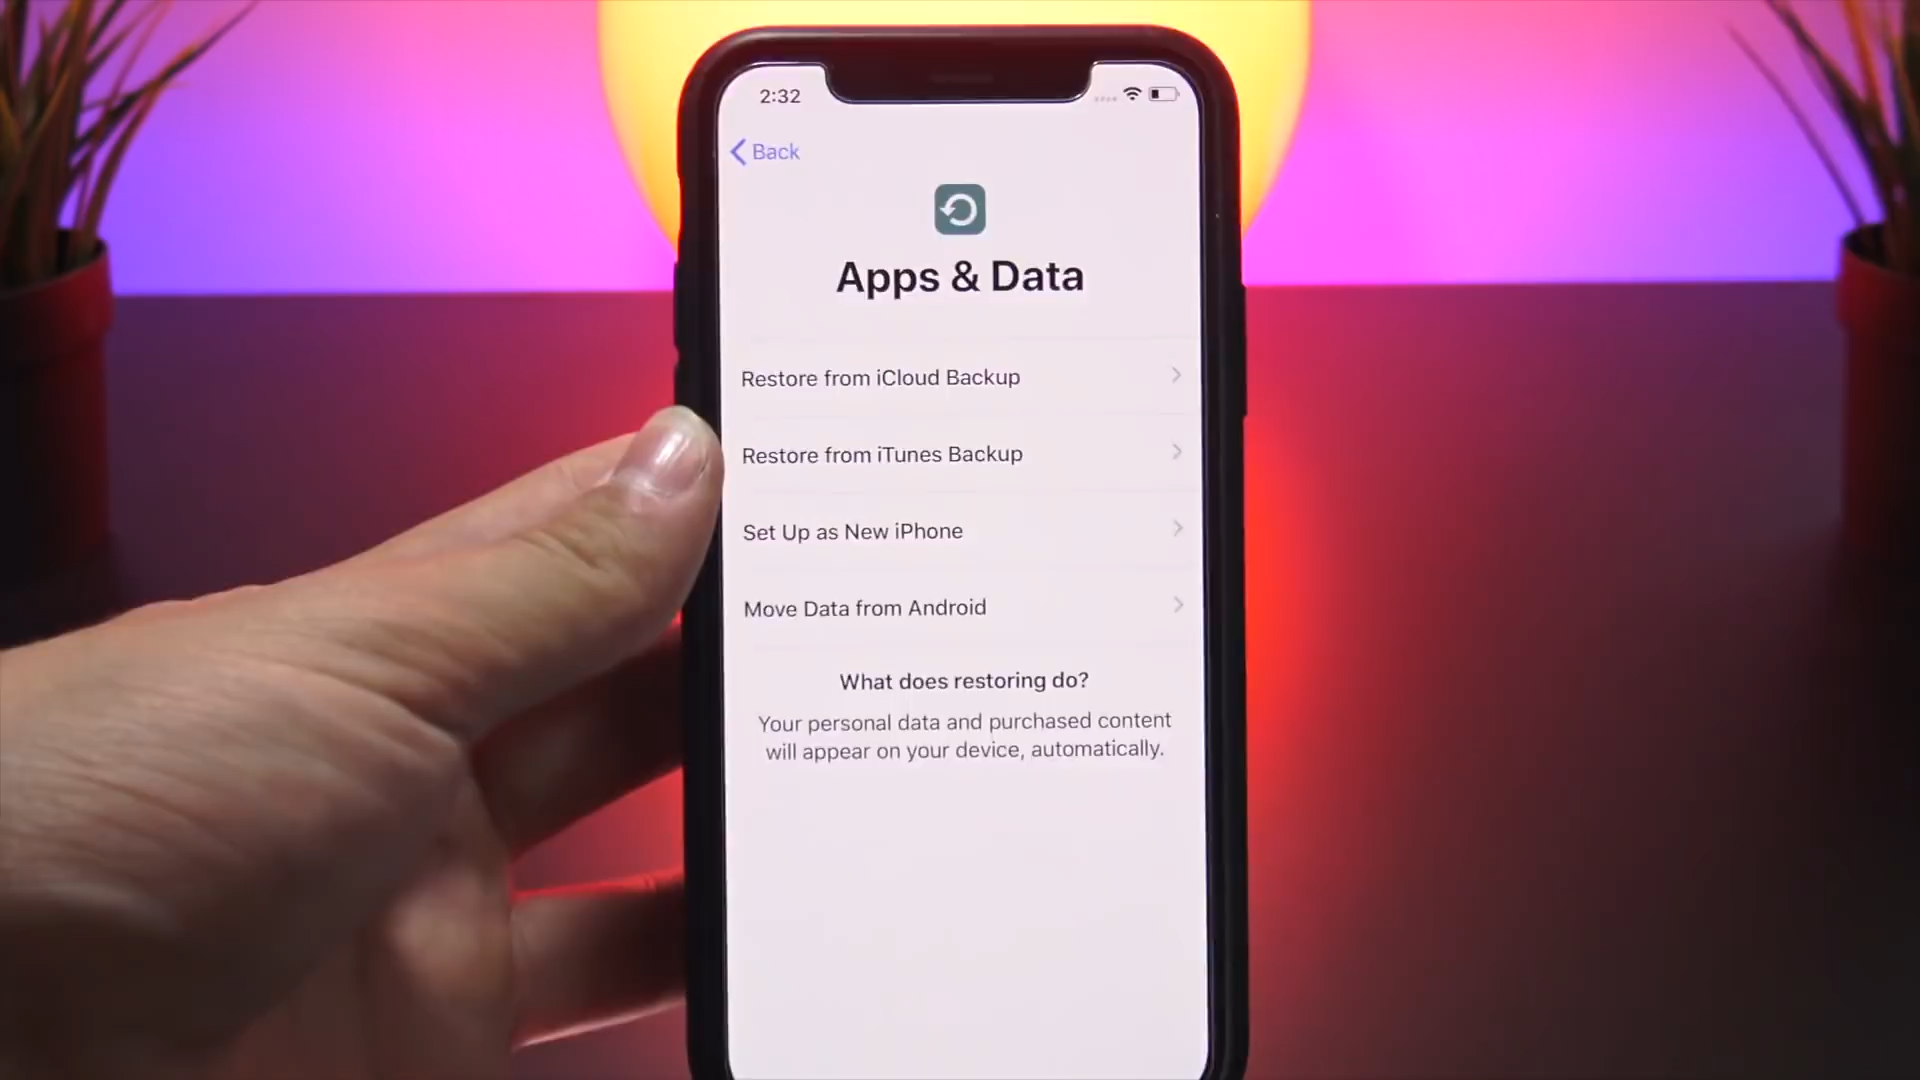 2:32
Back
Apps & Data
Restore from iCloud Backup
Restore from iTunes Backup
Set Up as New iPhone
Move Data from Android
What does restoring do?
Your personal data and purchased content
will appear on your device, automatically.